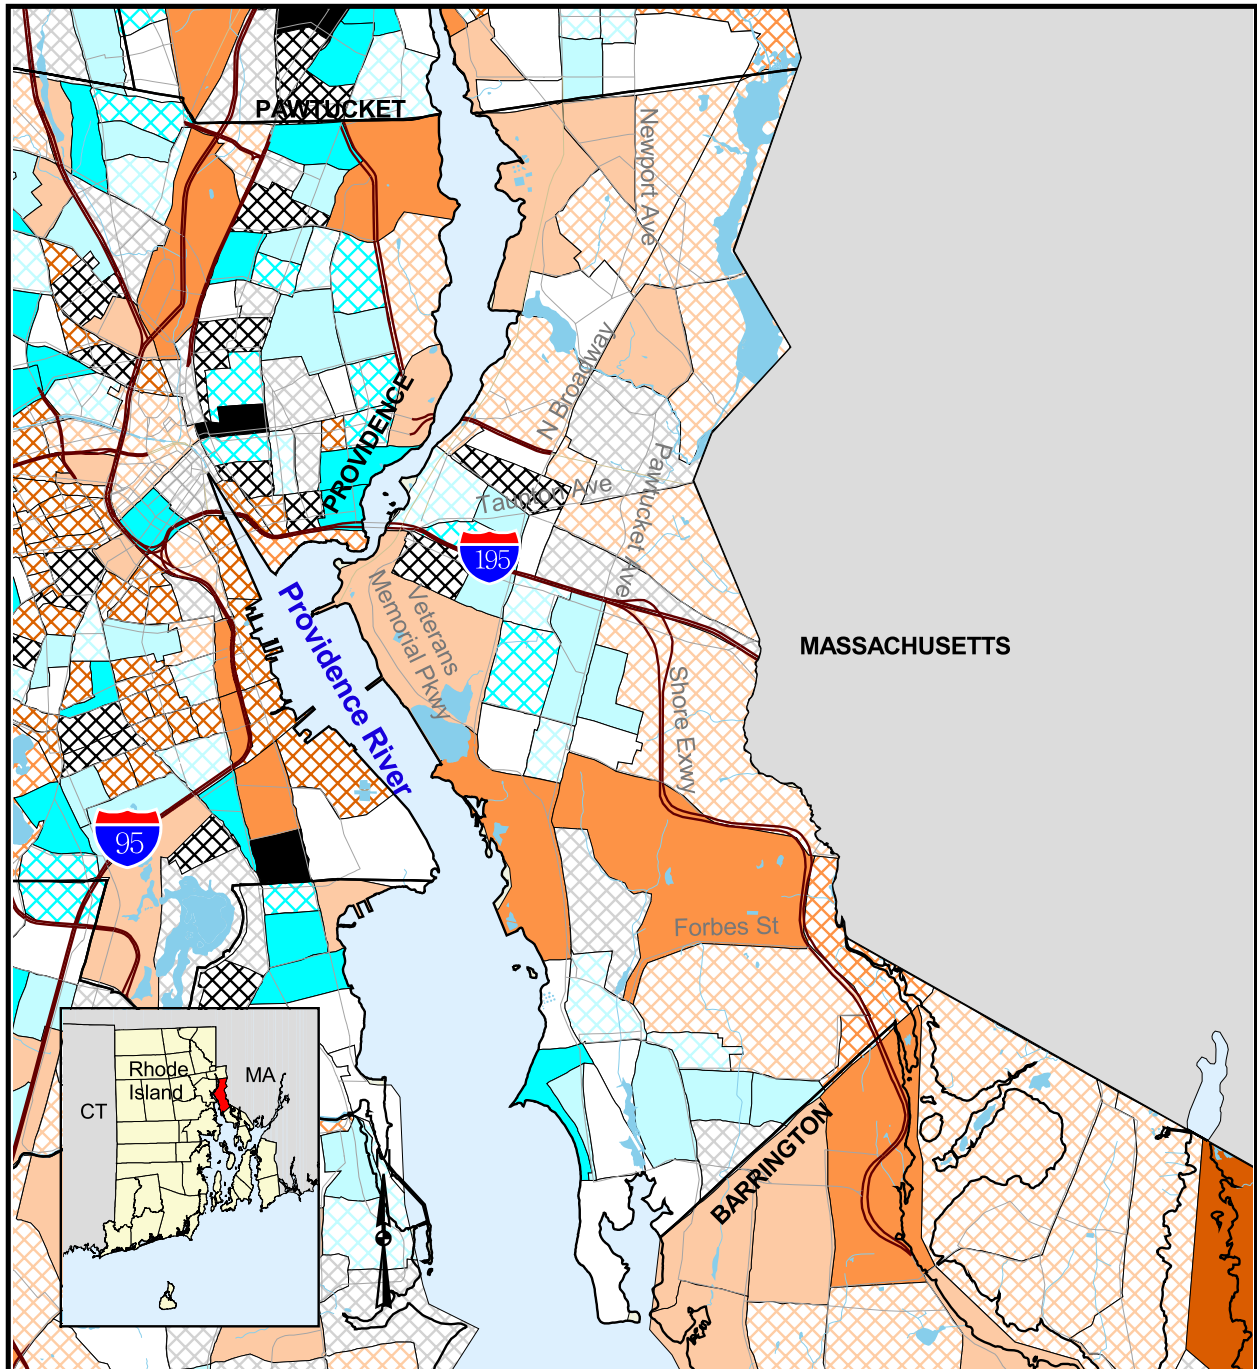 PAWTUCKET
Newport Ave
N Broadway
PROVIDENCE
Pawtucket Ave
Taunton Ave
195
Veterans
Memorial Pkwy
Providence River
MASSACHUSETTS
Shore Exwy
95
Forbes St
BARRINGTON
Rhode
Island
MA
CT